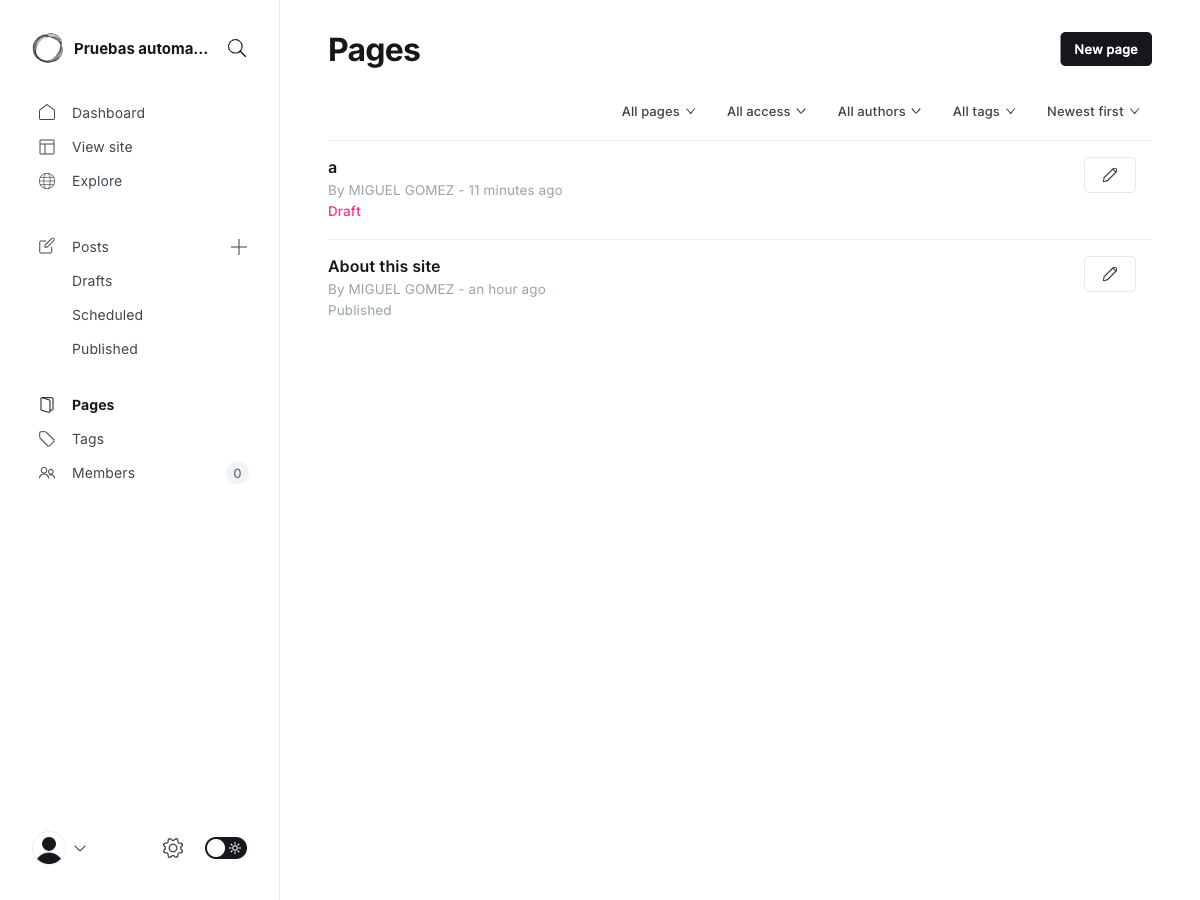 Pruebas automa...
Dashboard
View site
Explore
Posts
Drafts
Scheduled
Published
Pages
Tags
Members 0
Pages
New page
All pages All access All authors All tags Newest first
a
By MIGUEL GOMEZ - 11 minutes ago
Draft
About this site
By MIGUEL GOMEZ - an hour ago
Published